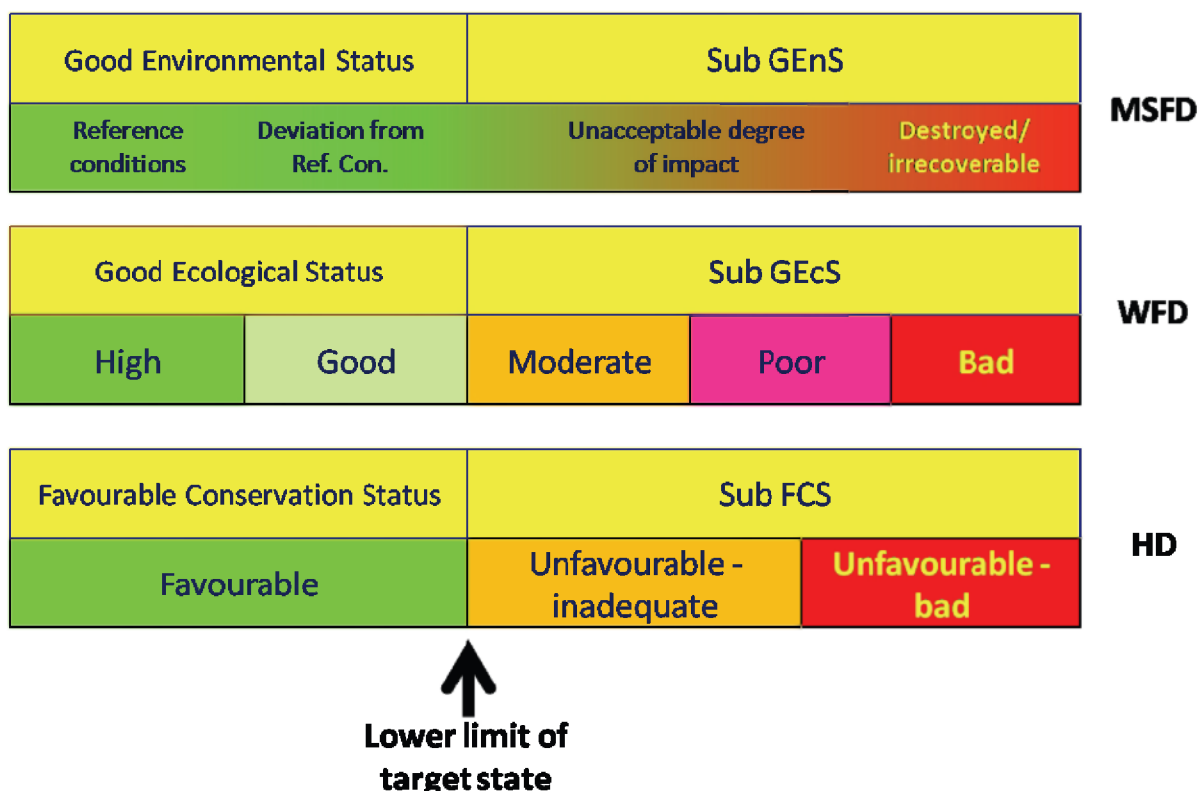 Good Environmental Status
Sub GEnS
Reference
conditions
Deviation from
Ref. Con.
Unacceptable degree
of impact
Destroyed/
irrecoverable
MSFD
Good Ecological Status
Sub GEcS
High
Good
Moderate
Poor
Bad
WFD
Favourable Conservation Status
Sub FCS
Favourable
Unfavourable -
inadequate
Unfavourable -
bad
HD
Lower limit of
target state